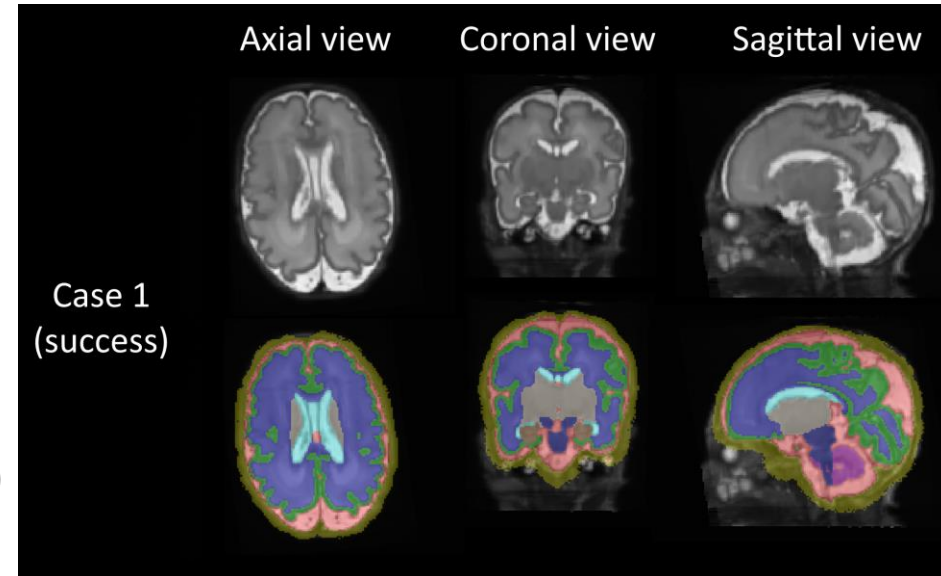 Axial view
Coronal view
Sagittal view
Case 1
(success)